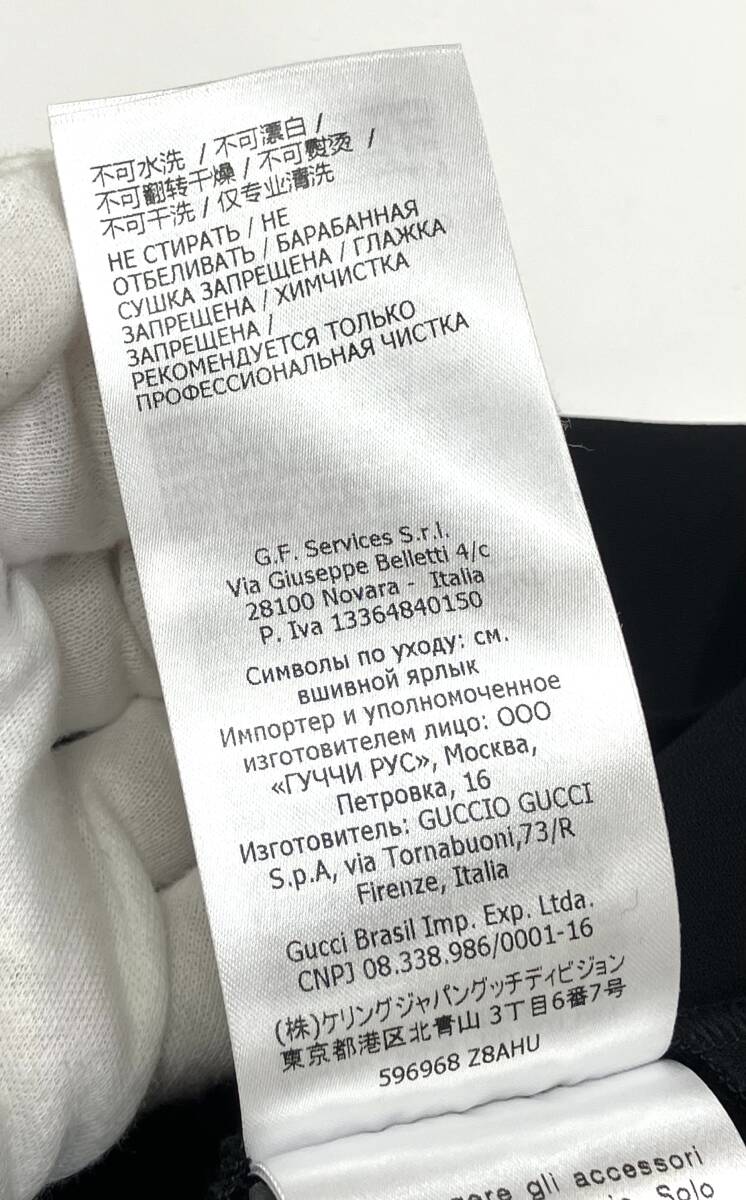 不可水洗 / 不可漂白 /
不可翻转干燥 / 不可熨烫 /
不可干洗 / 仅专业清洗
НЕ СТИРАТЬ / НЕ
ОТБЕЛИВАТЬ / БАРАБАННАЯ
СУШКА ЗАПРЕЩЕНА / ГЛАЖКА
ЗАПРЕЩЕНА / ХИМЧИСТКА
ЗАПРЕЩЕНА /
РЕКОМЕНДУЕТСЯ ТОЛЬКО
ПРОФЕССИОНАЛЬНАЯ ЧИСТКА
G.F. Services S.r.l.
Via Giuseppe Belletti 4/c
28100 Novara - Italia
P. Iva 13364840150
Символы по уходу: см.
вшивной ярлык
Импортер и уполномоченное
изготовителем лицо: ООО
«ГУЧЧИ РУС», Москва,
Петровка, 16
Изготовитель: GUCCIO GUCCI
S.p.A, via Tornabuoni,73/R
Firenze, Italia
Gucci Brasil Imp. Exp. Ltda.
CNPJ 08.338.986/0001-16
(株)ケリングジャパングッチディビジョン
東京都港区北青山 3丁目6番7号
596968 Z8AHU
gli accessori
Solo